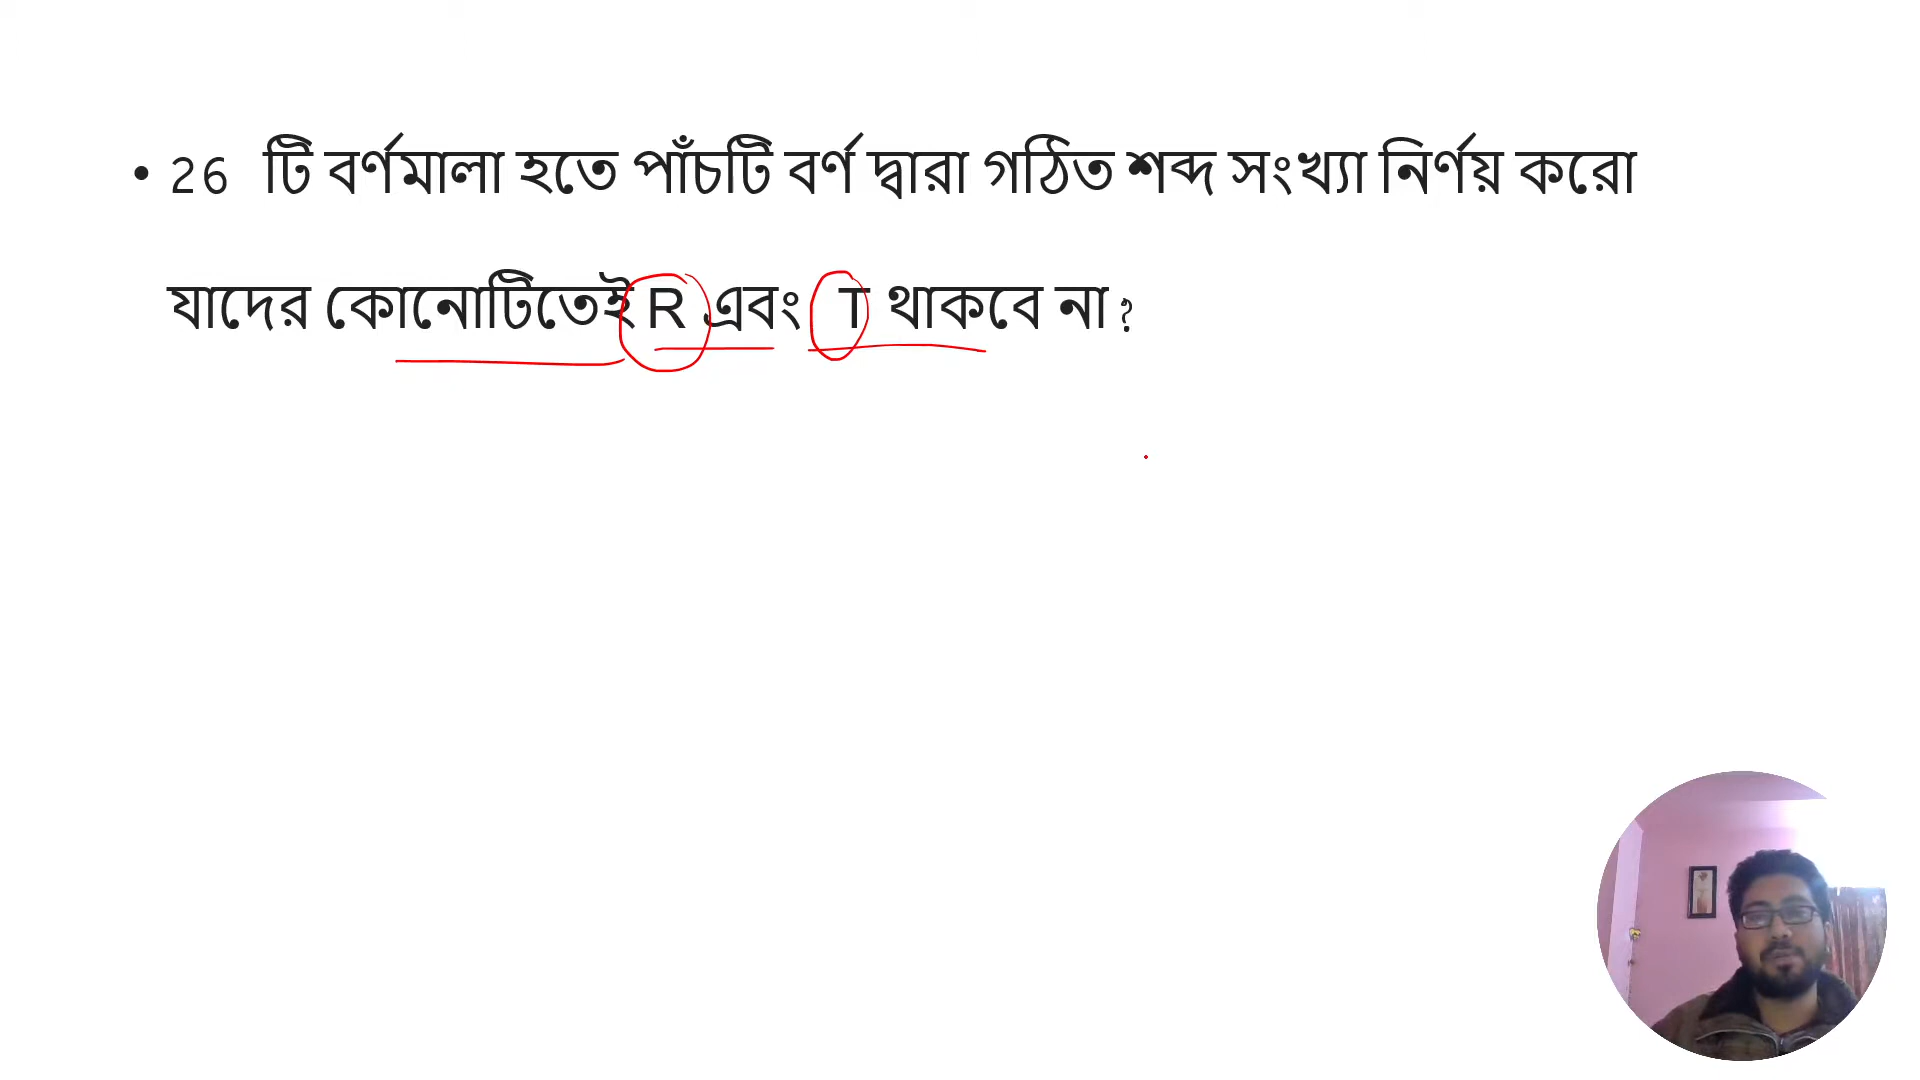 • 26 টি বর্ণমালা হতে পাঁচটি বর্ণ দ্বারা গঠিত শব্দ সংখ্যা নির্ণয় করো
যাদের কোনোটিতেই R এবং T থাকবে না?